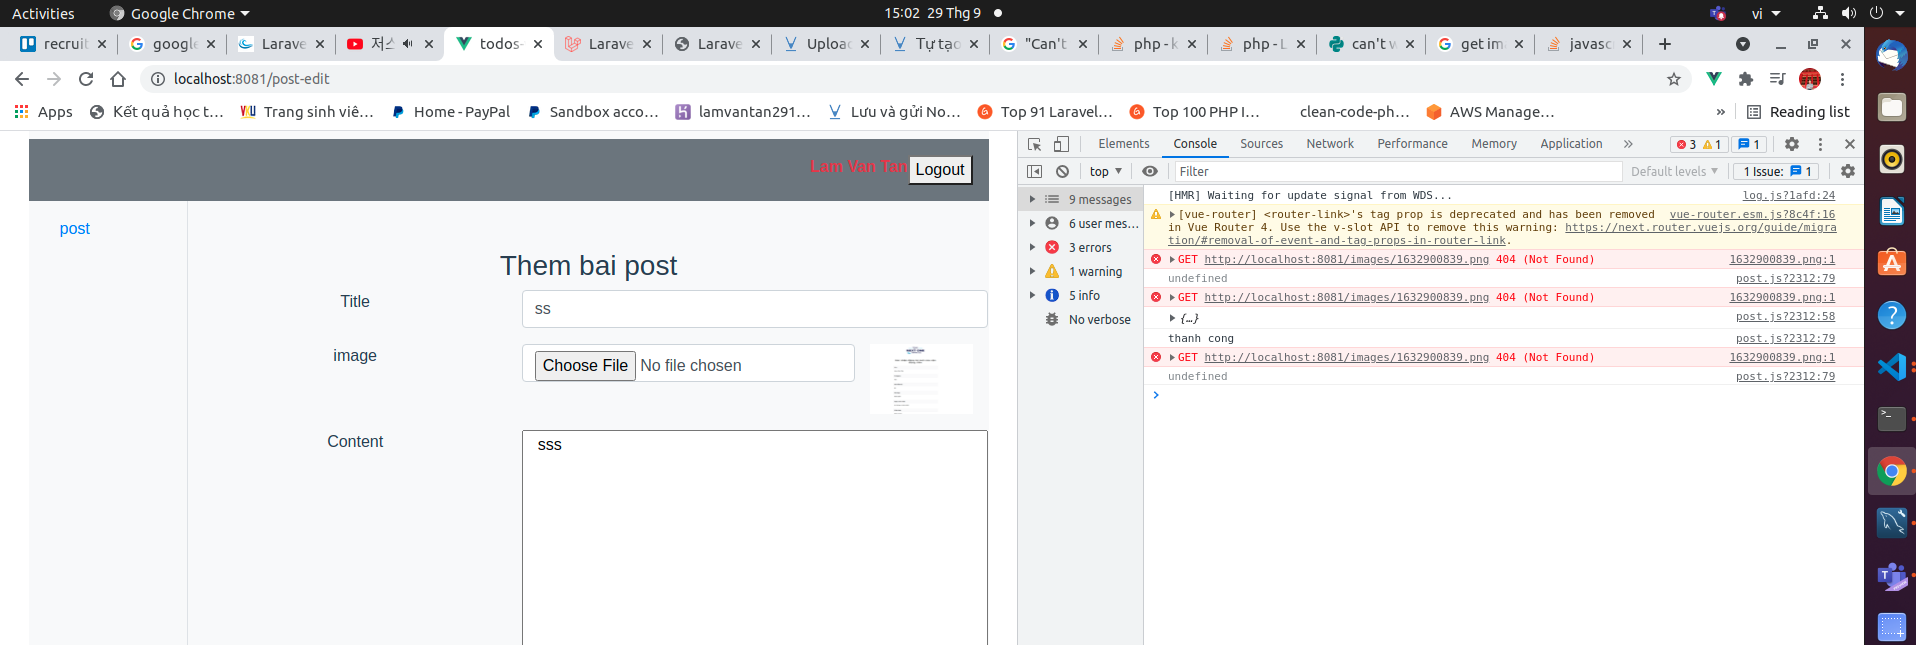 Activities
Google Chrome
15:02 29 Thg 9
vi
recruit
google
Larave
저스
todos-
Larave
Larave
Uploa
Tự tạo
"Can't
php - k
php - L
can't w
get im
javasc
localhost:8081/post-edit
Apps
Kết quả học t...
Trang sinh viê...
Home - PayPal
Sandbox acco...
lamvantan291...
Lưu và gửi No...
Top 91 Laravel...
Top 100 PHP I...
clean-code-ph...
AWS Manage...
»
Reading list
Lam Van Tan
Logout
post
Them bai post
Title
ss
image
Choose File No file chosen
Content
sss
Elements
Console
Sources
Network
Performance
Memory
Application
»
3
1
1
top
Filter
Default levels
1 Issue: 1
9 messages
6 user mes...
3 errors
1 warning
5 info
No verbose
[HMR] Waiting for update signal from WDS...
log.js?1afd:24
[vue-router] <router-link>'s tag prop is deprecated and has been removed
vue-router.esm.js?8c4f:16
in Vue Router 4. Use the v-slot API to remove this warning: https://next.router.vuejs.org/guide/migra
tion/#removal-of-event-and-tag-props-in-router-link.
GET http://localhost:8081/images/1632900839.png 404 (Not Found)
1632900839.png:1
undefined
post.js?2312:79
GET http://localhost:8081/images/1632900839.png 404 (Not Found)
1632900839.png:1
{…}
post.js?2312:58
thanh cong
post.js?2312:79
GET http://localhost:8081/images/1632900839.png 404 (Not Found)
1632900839.png:1
undefined
post.js?2312:79